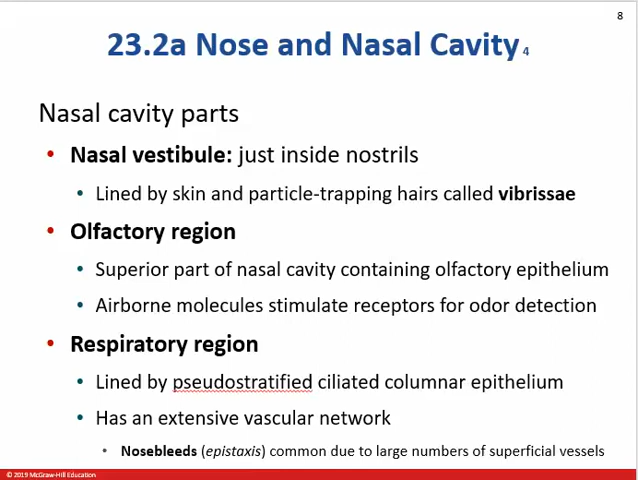 8
23.2a Nose and Nasal Cavity 4
Nasal cavity parts
• Nasal vestibule: just inside nostrils
• Lined by skin and particle-trapping hairs called vibrissae
• Olfactory region
• Superior part of nasal cavity containing olfactory epithelium
• Airborne molecules stimulate receptors for odor detection
• Respiratory region
• Lined by pseudostratified ciliated columnar epithelium
• Has an extensive vascular network
• Nosebleeds (epistaxis) common due to large numbers of superficial vessels
© 2019 McGraw-Hill Education